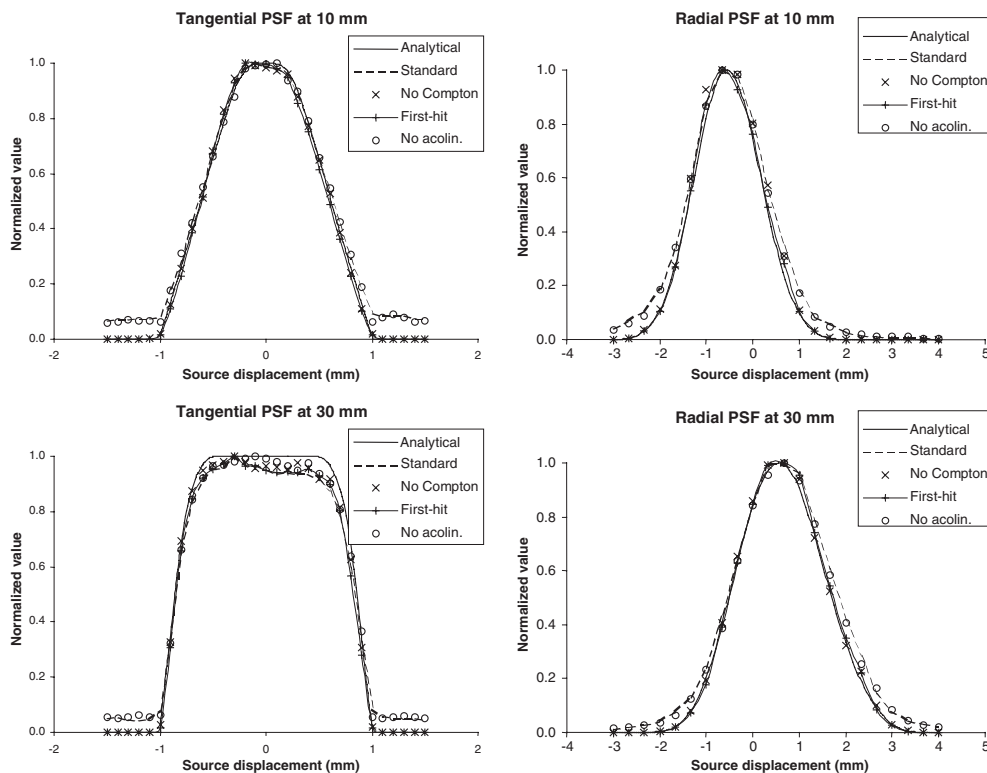 Tangential PSF at 10 mm
Analytical
Standard
No Compton
First-hit
No acolin.
Normalized value
1.0
0.8
0.6
0.4
0.2
0.0
-2
-1
0
1
2
Source displacement (mm)
Radial PSF at 10 mm
Analytical
Standard
No Compton
First-hit
No acolin.
Normalized value
1.0
0.8
0.6
0.4
0.2
0.0
-4
-3
-2
-1
0
1
2
3
4
5
Source displacement (mm)
Tangential PSF at 30 mm
Analytical
Standard
No Compton
First-hit
No acolin.
Normalized value
1.0
0.8
0.6
0.4
0.2
0.0
-2
-1
0
1
2
Source displacement (mm)
Radial PSF at 30 mm
Analytical
Standard
No Compton
First-hit
No acolin.
Normalized value
1.0
0.8
0.6
0.4
0.2
0.0
-4
-3
-2
-1
0
1
2
3
4
5
Source displacement (mm)